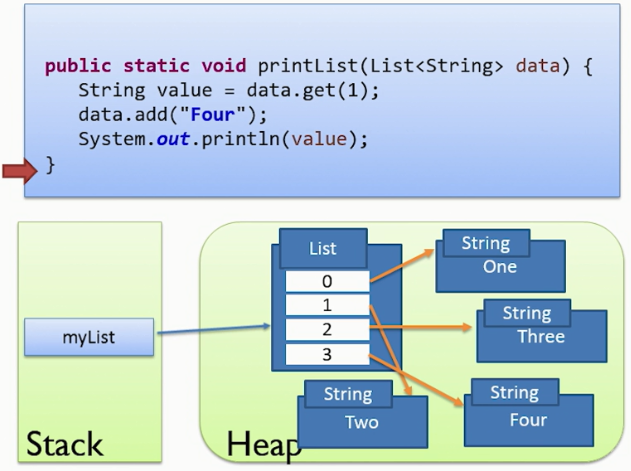 public static void printList(List<String> data) {
String value = data.get(1);
data.add("Four");
System.out.println(value);
}
List
0
1
2
3
String
One
String
Three
myList
String
Two
String
Four
Stack
Heap